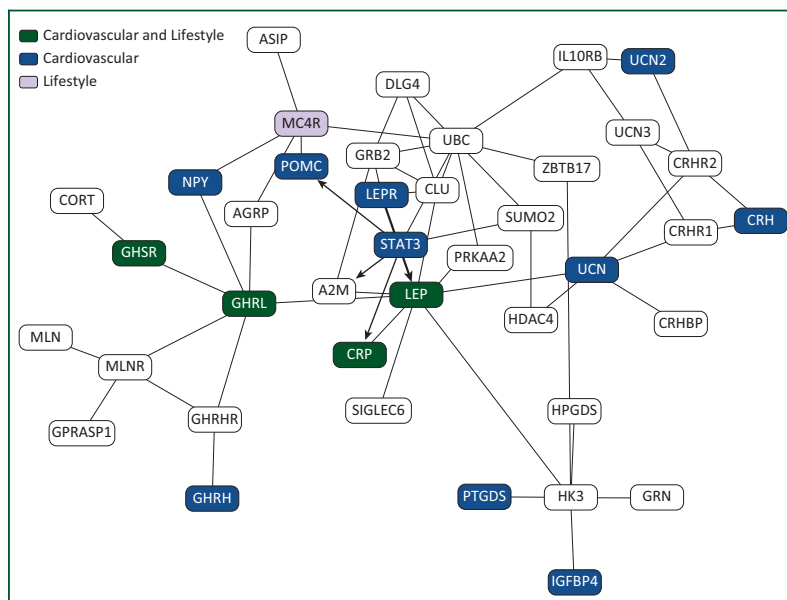 Cardiovascular and Lifestyle
Cardiovascular
Lifestyle
ASIP
IL10RB
UCN2
DLG4
MC4R
UBC
UCN3
GRB2
POMC
CRHR2
ZBTB17
NPY
LEPR
CLU
CORT
AGRP
SUMO2
CRH
CRHR1
STAT3
GHSR
PRKAA2
UCN
A2M
LEP
GHRL
HDAC4
CRHBP
MLN
CRP
MLNR
SIGLEC6
HPGDS
GHRHR
GPRASP1
GHRH
PTGDS
HK3
GRN
IGFBP4